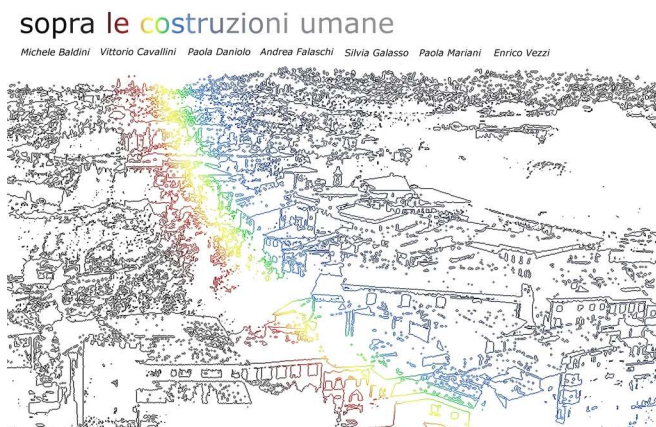 sopra le costruzioni umane
Michele Baldini Vittorio Cavallini Paola Daniolo Andrea Falaschi Silvia Galasso Paola Mariani Enrico Vezzi